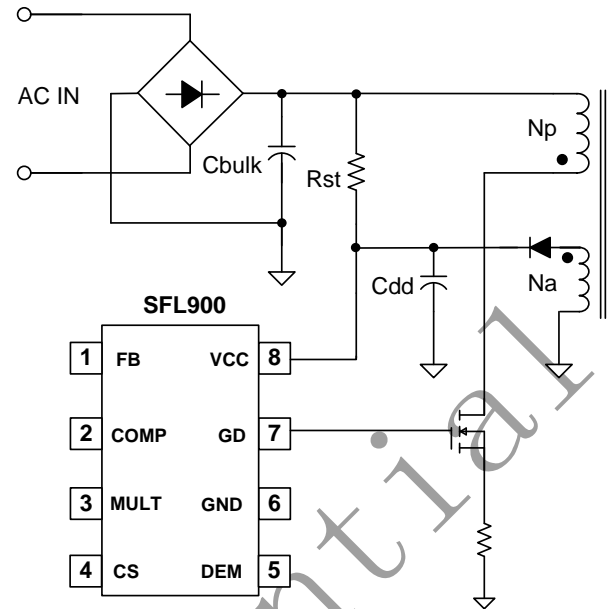 AC IN
Cbulk
Rst
Np
Cdd
Na
SFL900
1 FB VCC 8
2 COMP GD 7
3 MULT GND 6
4 CS DEM 5
ntial